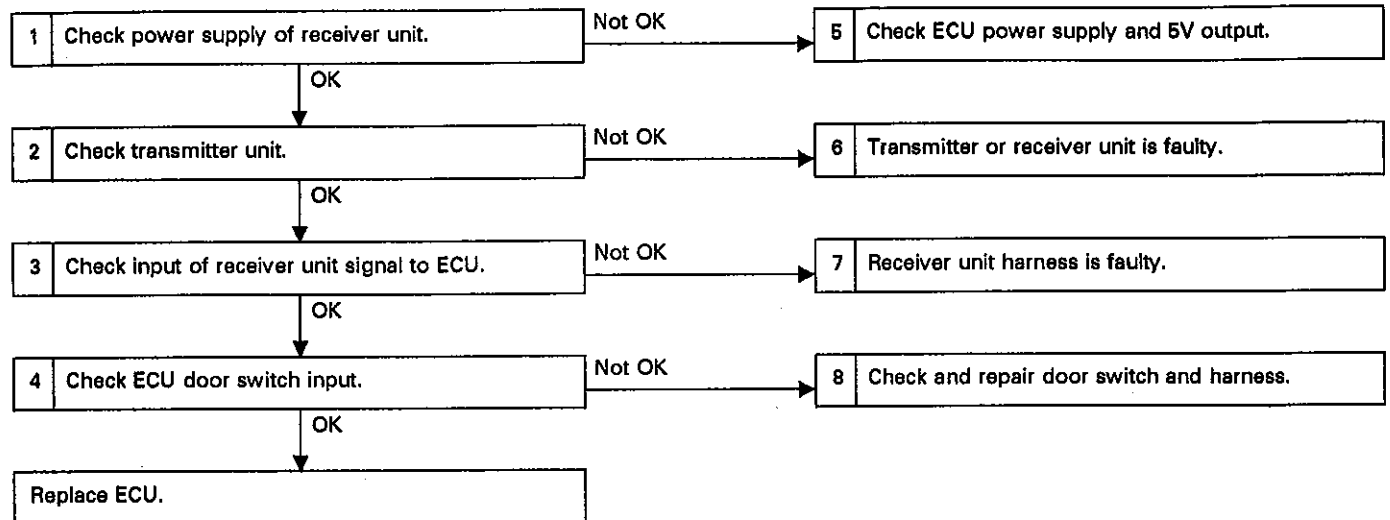 1 Check power supply of receiver unit.
Not OK
5 Check ECU power supply and 5V output.
OK
2 Check transmitter unit.
Not OK
6 Transmitter or receiver unit is faulty.
OK
3 Check input of receiver unit signal to ECU.
Not OK
7 Receiver unit harness is faulty.
OK
4 Check ECU door switch input.
Not OK
8 Check and repair door switch and harness.
OK
Replace ECU.